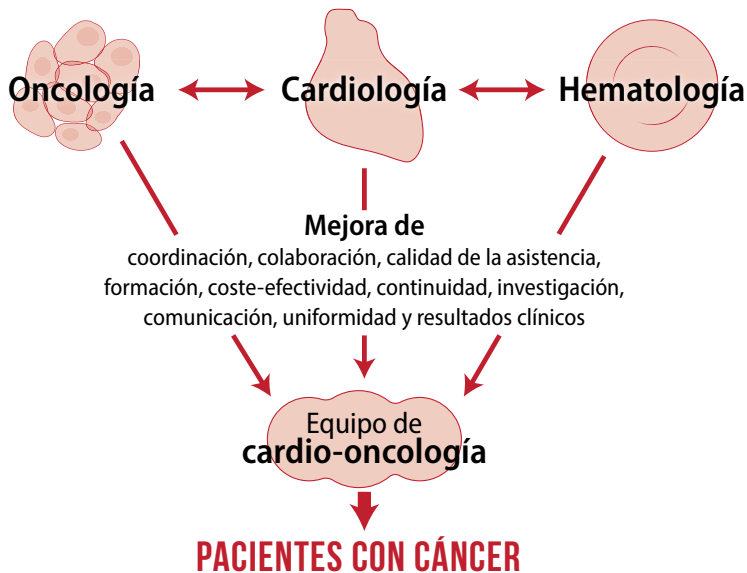 Oncología
Cardiología
Hematología
Mejora de
coordinación, colaboración, calidad de la asistencia,
formación, coste-efectividad, continuidad, investigación,
comunicación, uniformidad y resultados clínicos
Equipo de
cardio-oncología
PACIENTES CON CÁNCER